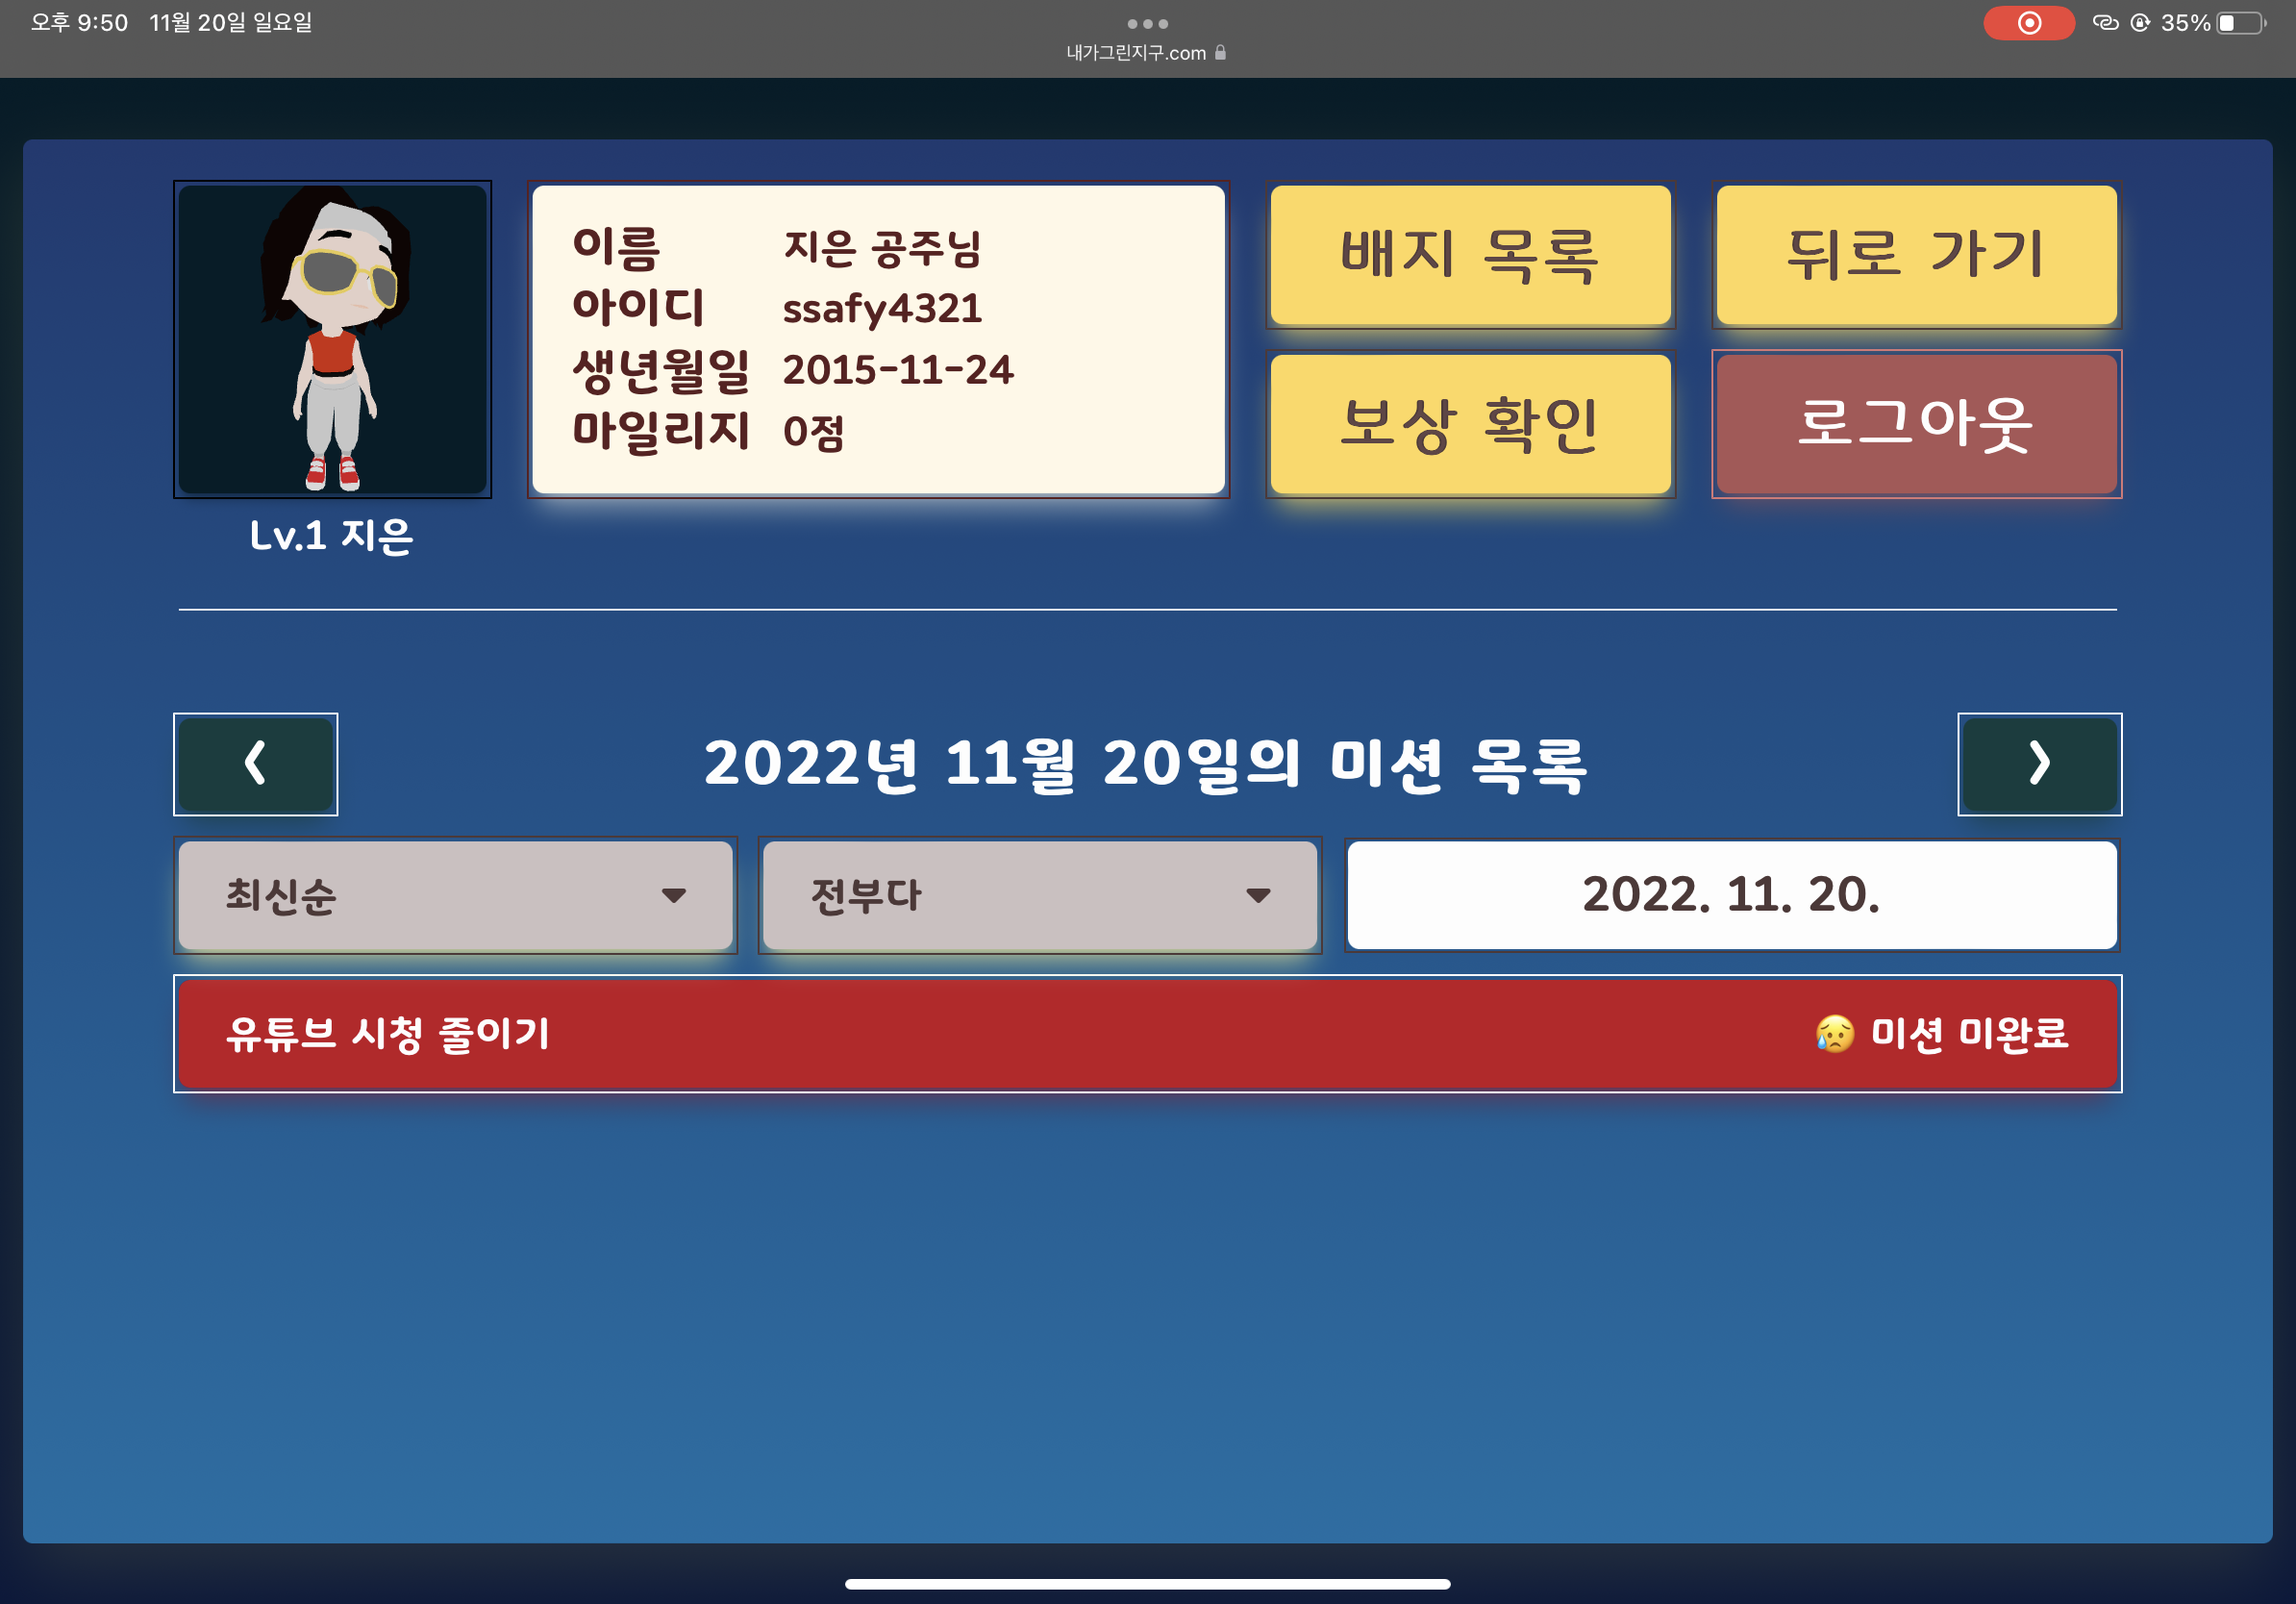 오후 9:50 11월 20일 일요일
35%
내가그린지구.com
이름 지은 공주님
아이디 ssafy4321
생년월일 2015-11-24
마일리지 0점
배지 목록
뒤로 가기
보상 확인
로그아웃
Lv.1 지은
2022년 11월 20일의 미션 목록
최신순
전부다
2022. 11. 20.
유튜브 시청 줄이기
😥 미션 미완료